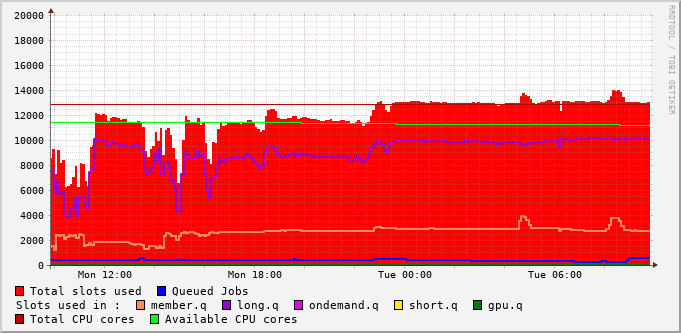 20000
18000
16000
14000
12000
10000
8000
6000
4000
2000
0
Mon 12:00 Mon 18:00 Tue 00:00 Tue 06:00
RRDTOOL / TOBI OETIKER
Total slots used Queued Jobs
Slots used in : member.q long.q ondemand.q short.q gpu.q
Total CPU cores Available CPU cores